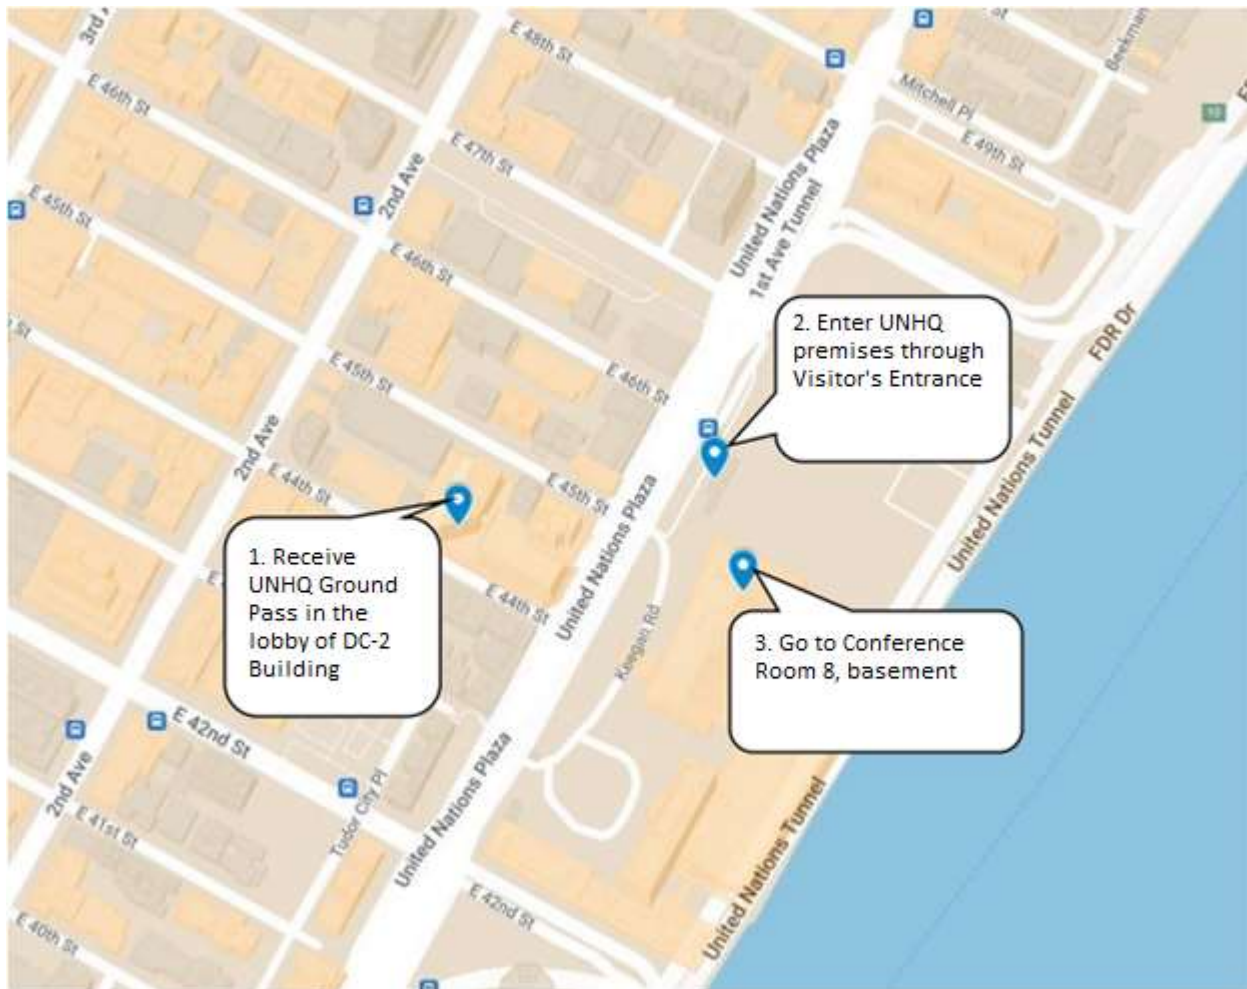 3rd A
E 48th St
Beekman
Mitchell Pl
E 46th St
E 49th St
E 47th St
2nd Ave
United Nations Plaza
1st Ave Tunnel
E 45th St
E 46th St
2. Enter UNHQ
premises through
Visitor's Entrance
FDR Dr
E 45th St
E 46th St
St
2nd Ave
E 44th St
E 45th St
United Nations Plaza
United Nations Tunnel
1. Receive
UNHQ Ground
Pass in the
lobby of DC-2
Building
E 44th St
United Nations Plaza
Keegan Rd
3. Go to Conference
Room 8, basement
E 42nd St
2nd Ave
Tudor City Pl
E 41st St
United Nations Plaza
United Nations Tunnel
E 42nd St
E 40th St